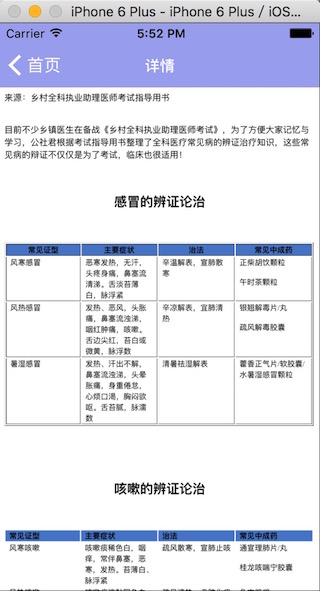 iPhone 6 Plus - iPhone 6 Plus / iOS...
Carrier 5:52 PM
首页 详情
来源：乡村全科执业助理医师考试指导用书
目前不少乡镇医生在备战《乡村全科执业助理医师考试》，为了方便大家记忆与
学习，公社君根据考试指导用书整理了全科医疗常见病的辨证治疗知识，这些常
见病的辩证不仅仅是为了考试，临床也很适用！
感冒的辨证论治
常见证型 主要症状 治法 常见中成药
风寒感冒 恶寒发热，无汗， 辛温解表，宣肺散 正柴胡饮颗粒
头疼身痛，鼻塞流 寒
清涕。舌淡苔薄 午时茶颗粒
白，脉浮紧
风热感冒 发热、恶风，头胀 辛凉解表，宣肺清 银翘解毒片/丸
痛，鼻塞流浊涕， 热
咽红肿痛，咳嗽。 疏风解毒胶囊
舌边尖红，苔白或
微黄，脉浮数
暑湿感冒 发热、汗出不解， 清暑祛湿解表 藿香正气片/软胶囊/
鼻塞流浊涕，头晕 水暑湿感冒颗粒
胀痛，身重倦怠，
心烦口渴，胸闷欲
呕。舌苔腻，脉濡
数
咳嗽的辨证论治
常见证型 主要症状 治法 常见中成药
风寒咳嗽 咳嗽痰稀色白，咽 疏风散寒，宣肺止咳 通宣理肺片/丸
痒，常伴鼻塞，恶
寒，发热，苔薄白、 桂龙咳喘宁胶囊
脉浮紧